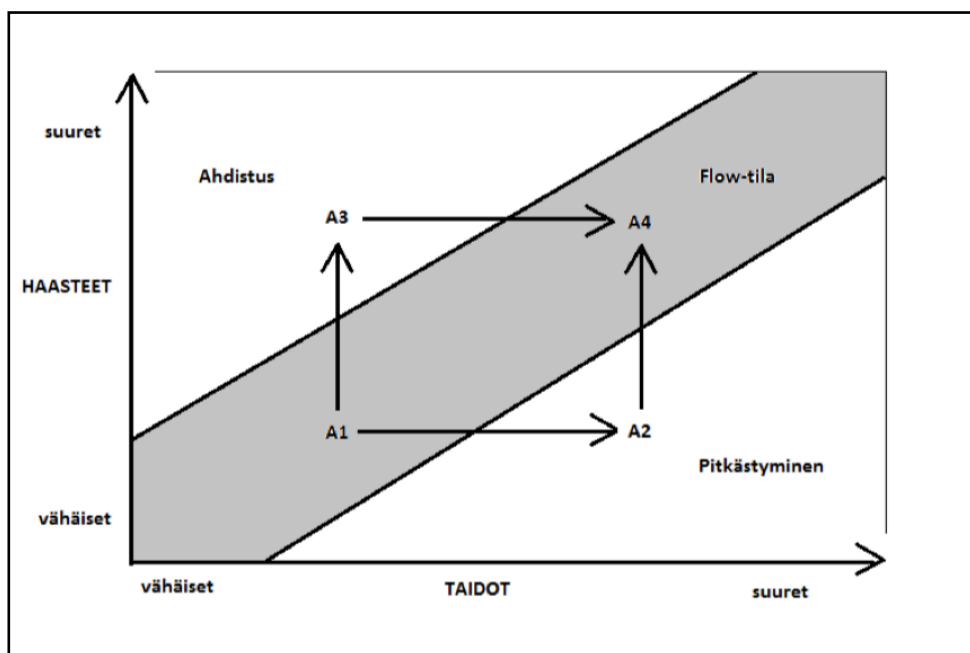 suuret
Ahdistus
Flow-tila
A3
A4
HAASTEET
A1
A2
Pitkästyminen
vähäiset
vähäiset
TAIDOT
suuret